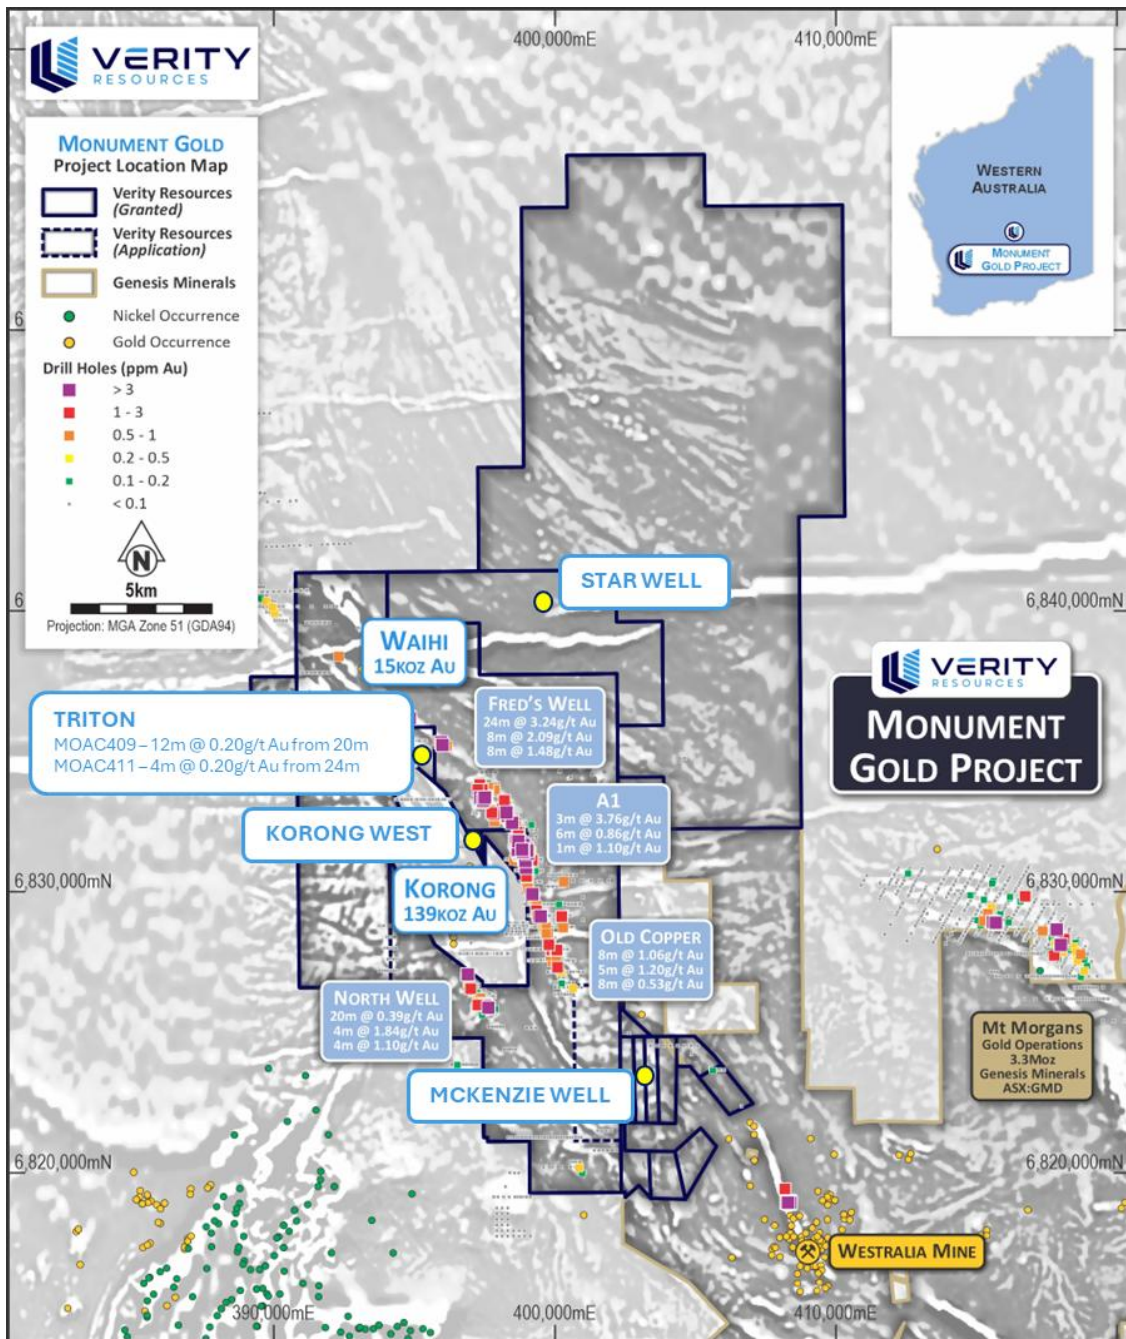 VERITY
RESOURCES
MONUMENT GOLD
Project Location Map
Verity Resources
(Granted)
Verity Resources
(Application)
Genesis Minerals
Nickel Occurrence
Gold Occurrence
Drill Holes (ppm Au)
> 3
1 - 3
0.5 - 1
0.2 - 0.5
0.1 - 0.2
< 0.1
N
5km
Projection: MGA Zone 51 (GDA94)
400,000mE
410,000mE
WESTERN
AUSTRALIA
MONUMENT
GOLD PROJECT
6
6
6,840,000mN
STAR WELL
WAIHI
15KOZ AU
VERITY
RESOURCES
MONUMENT
GOLD PROJECT
TRITON
MOAC409 – 12m @ 0.20g/t Au from 20m
MOAC411 – 4m @ 0.20g/t Au from 24m
FRED'S WELL
24m @ 3.24g/t Au
8m @ 2.09g/t Au
8m @ 1.48g/t Au
A1
3m @ 3.76g/t Au
6m @ 0.86g/t Au
1m @ 1.10g/t Au
KORONG WEST
6,830,000mN
6,830,000mN
KORONG
139KOZ AU
OLD COPPER
8m @ 1.06g/t Au
5m @ 1.20g/t Au
8m @ 0.53g/t Au
NORTH WELL
20m @ 0.39g/t Au
4m @ 1.84g/t Au
4m @ 1.10g/t Au
Mt Morgans
Gold Operations
3.3Moz
Genesis Minerals
ASX:GMD
MCKENZIE WELL
6,820,000mN
6,820,000mN
WESTRALIA MINE
390,000mE
400,000mE
410,000mE